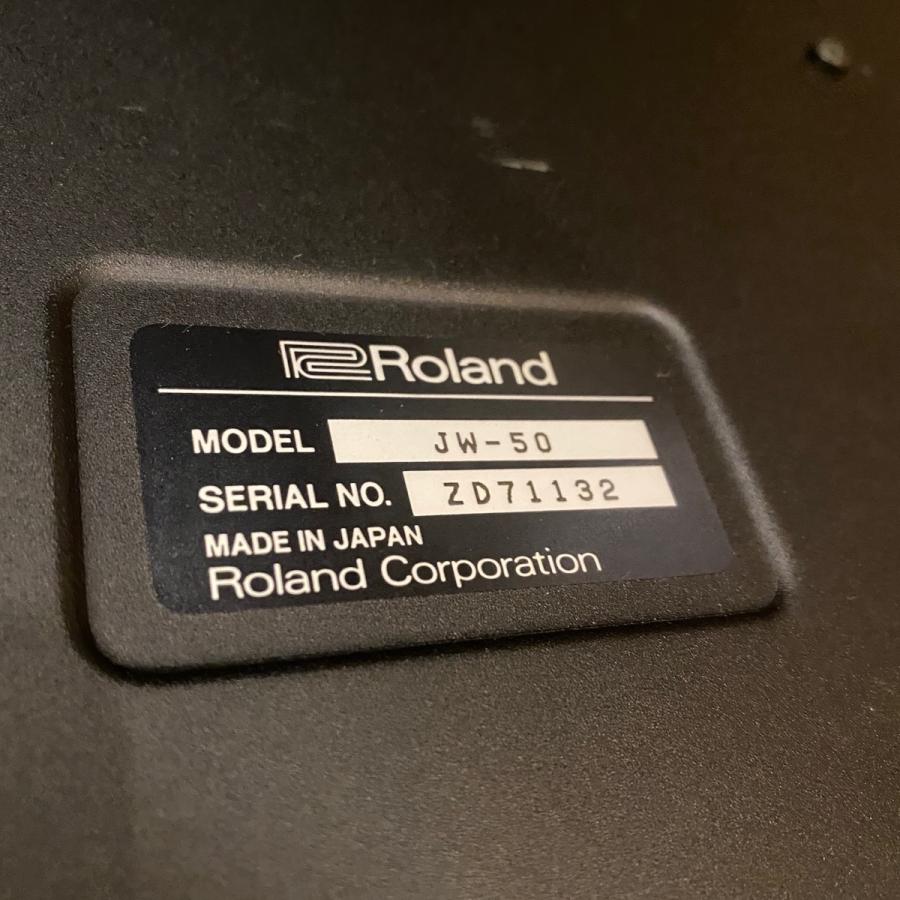 Roland
MODEL JW-50
SERIAL NO. ZD71132
MADE IN JAPAN
Roland Corporation